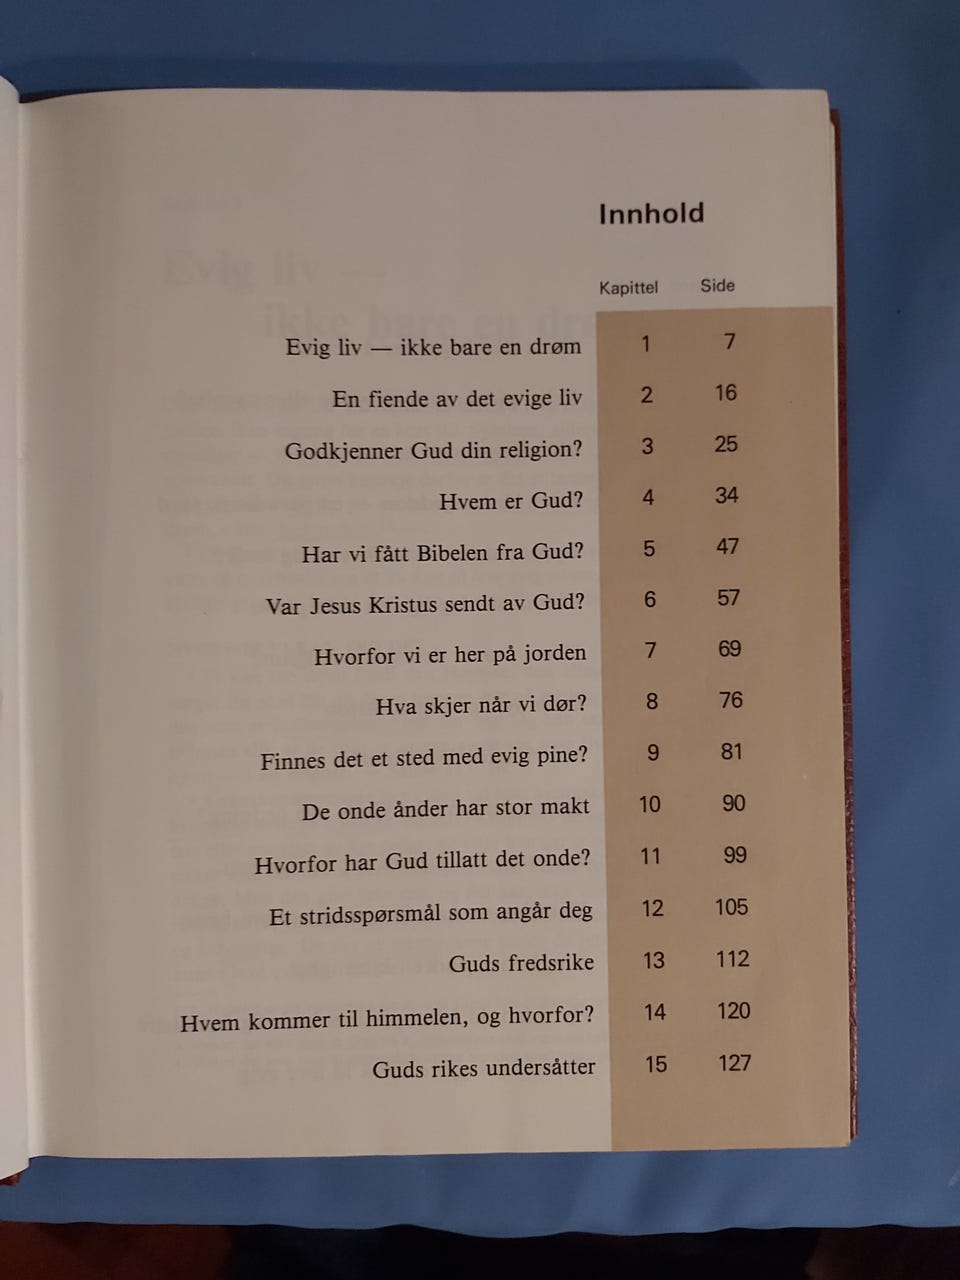 Innhold
Kapittel Side
Evig liv — ikke bare en drøm 1 7
En fiende av det evige liv 2 16
Godkjenner Gud din religion? 3 25
Hvem er Gud? 4 34
Har vi fått Bibelen fra Gud? 5 47
Var Jesus Kristus sendt av Gud? 6 57
Hvorfor vi er her på jorden 7 69
Hva skjer når vi dør? 8 76
Finnes det et sted med evig pine? 9 81
De onde ånder har stor makt 10 90
Hvorfor har Gud tillatt det onde? 11 99
Et stridsspørsmål som angår deg 12 105
Guds fredsrike 13 112
Hvem kommer til himmelen, og hvorfor? 14 120
Guds rikes undersåtter 15 127